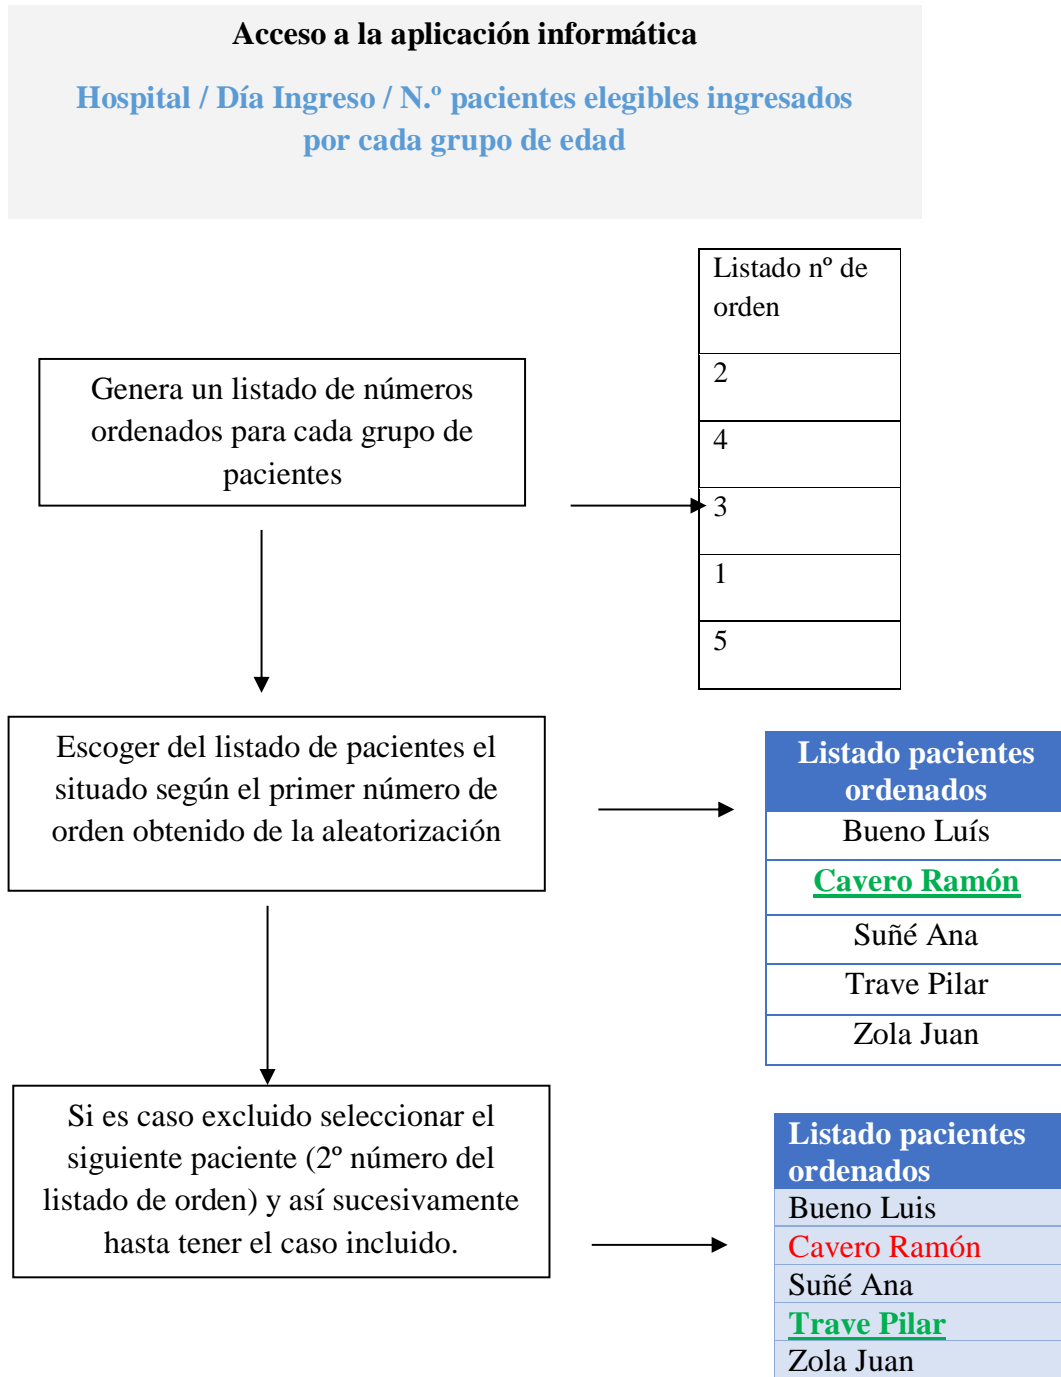 Acceso a la aplicación informática
Hospital / Día Ingreso / N.º pacientes elegibles ingresados
por cada grupo de edad
Listado nº de
orden
2
4
3
1
5
Genera un listado de números
ordenados para cada grupo de
pacientes
Escoger del listado de pacientes el
situado según el primer número de
orden obtenido de la aleatorización
Listado pacientes
ordenados
Bueno Luís
Cavero Ramón
Suñé Ana
Trave Pilar
Zola Juan
Si es caso excluido seleccionar el
siguiente paciente (2º número del
listado de orden) y así sucesivamente
hasta tener el caso incluido.
Listado pacientes
ordenados
Bueno Luis
Cavero Ramón
Suñé Ana
Trave Pilar
Zola Juan